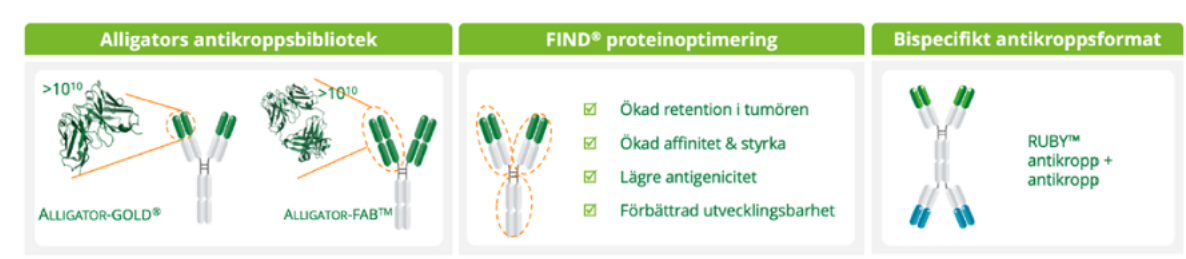 Alligators antikroppsbibliotek
>10¹⁰
>10¹⁰
ALLIGATOR-GOLD®
ALLIGATOR-FAB™
FIND® proteinoptimering
Ökad retention i tumören
Ökad affinitet & styrka
Lägre antigenicitet
Förbättrad utvecklingsbarhet
Bispecifikt antikroppsformat
RUBY™
antikropp +
antikropp